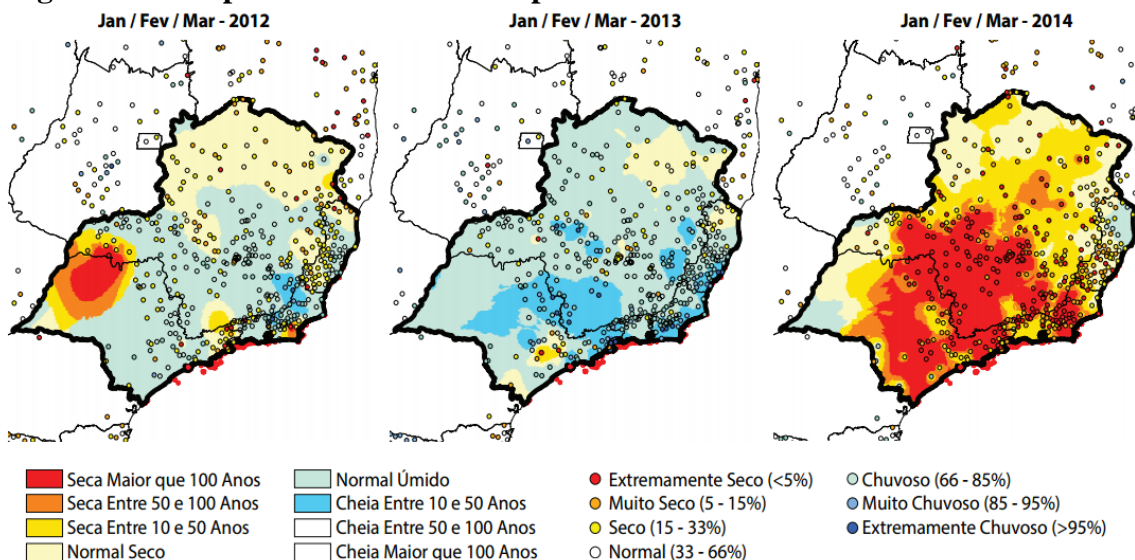 Jan / Fev / Mar - 2012
Jan / Fev / Mar - 2013
Jan / Fev / Mar - 2014
Seca Maior que 100 Anos
Seca Entre 50 e 100 Anos
Seca Entre 10 e 50 Anos
Normal Seco
Normal Úmido
Cheia Entre 10 e 50 Anos
Cheia Entre 50 e 100 Anos
Cheia Maior que 100 Anos
Extremamente Seco (<5%)
Muito Seco (5 - 15%)
Seco (15 - 33%)
Normal (33 - 66%)
Chuvoso (66 - 85%)
Muito Chuvoso (85 - 95%)
Extremamente Chuvoso (>95%)